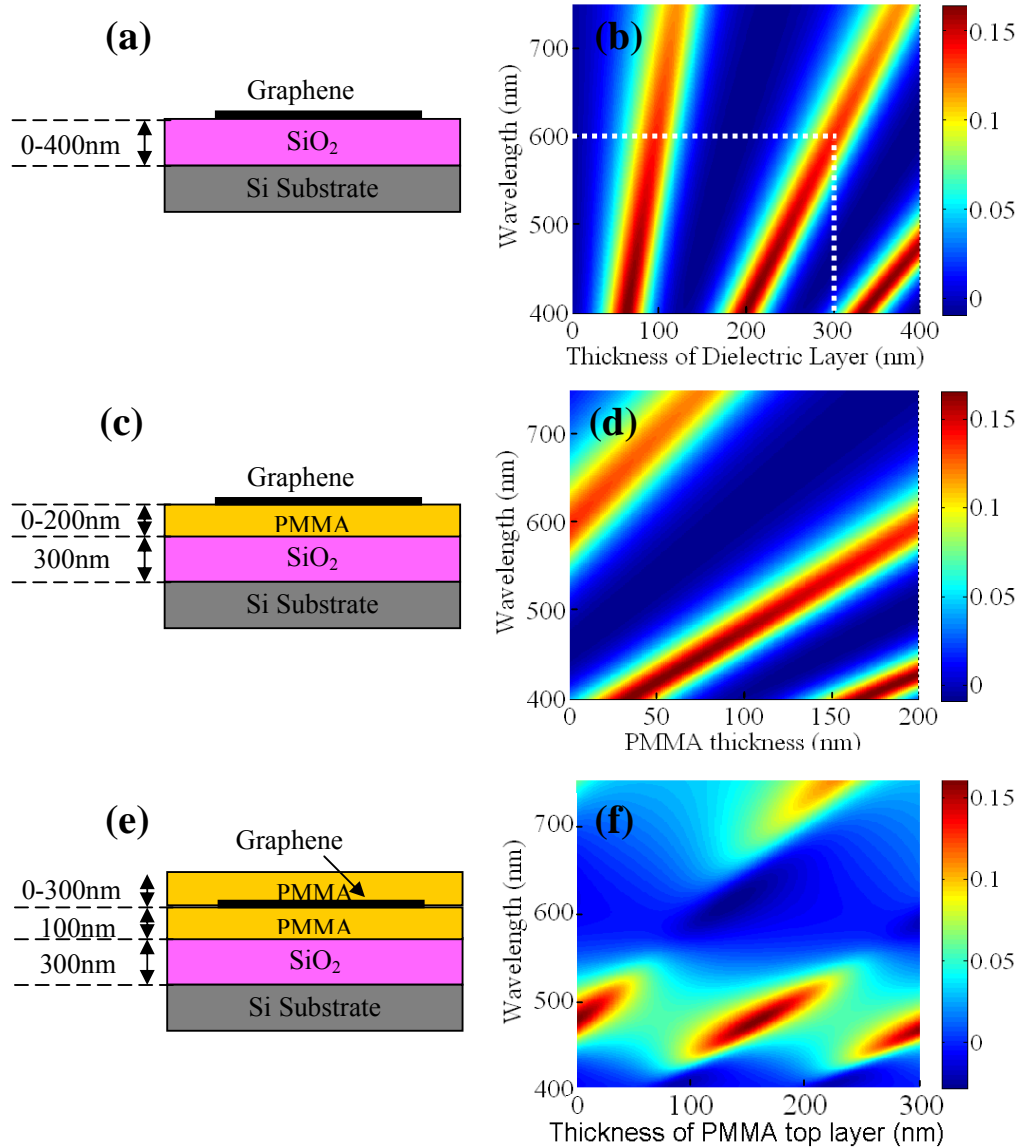 (a)
Graphene
0-400nm
SiO2
Si Substrate
(b)
Wavelength (nm)
700
600
500
400
0
100
200
300
400
Thickness of Dielectric Layer (nm)
0.15
0.1
0.05
0
(c)
Graphene
0-200nm
PMMA
300nm
SiO2
Si Substrate
(d)
Wavelength (nm)
700
600
500
400
0
50
100
150
200
PMMA thickness (nm)
0.15
0.1
0.05
0
(e)
Graphene
0-300nm
PMMA
100nm
PMMA
300nm
SiO2
Si Substrate
(f)
Wavelength (nm)
700
600
500
400
0
100
200
300
Thickness of PMMA top layer (nm)
0.15
0.1
0.05
0